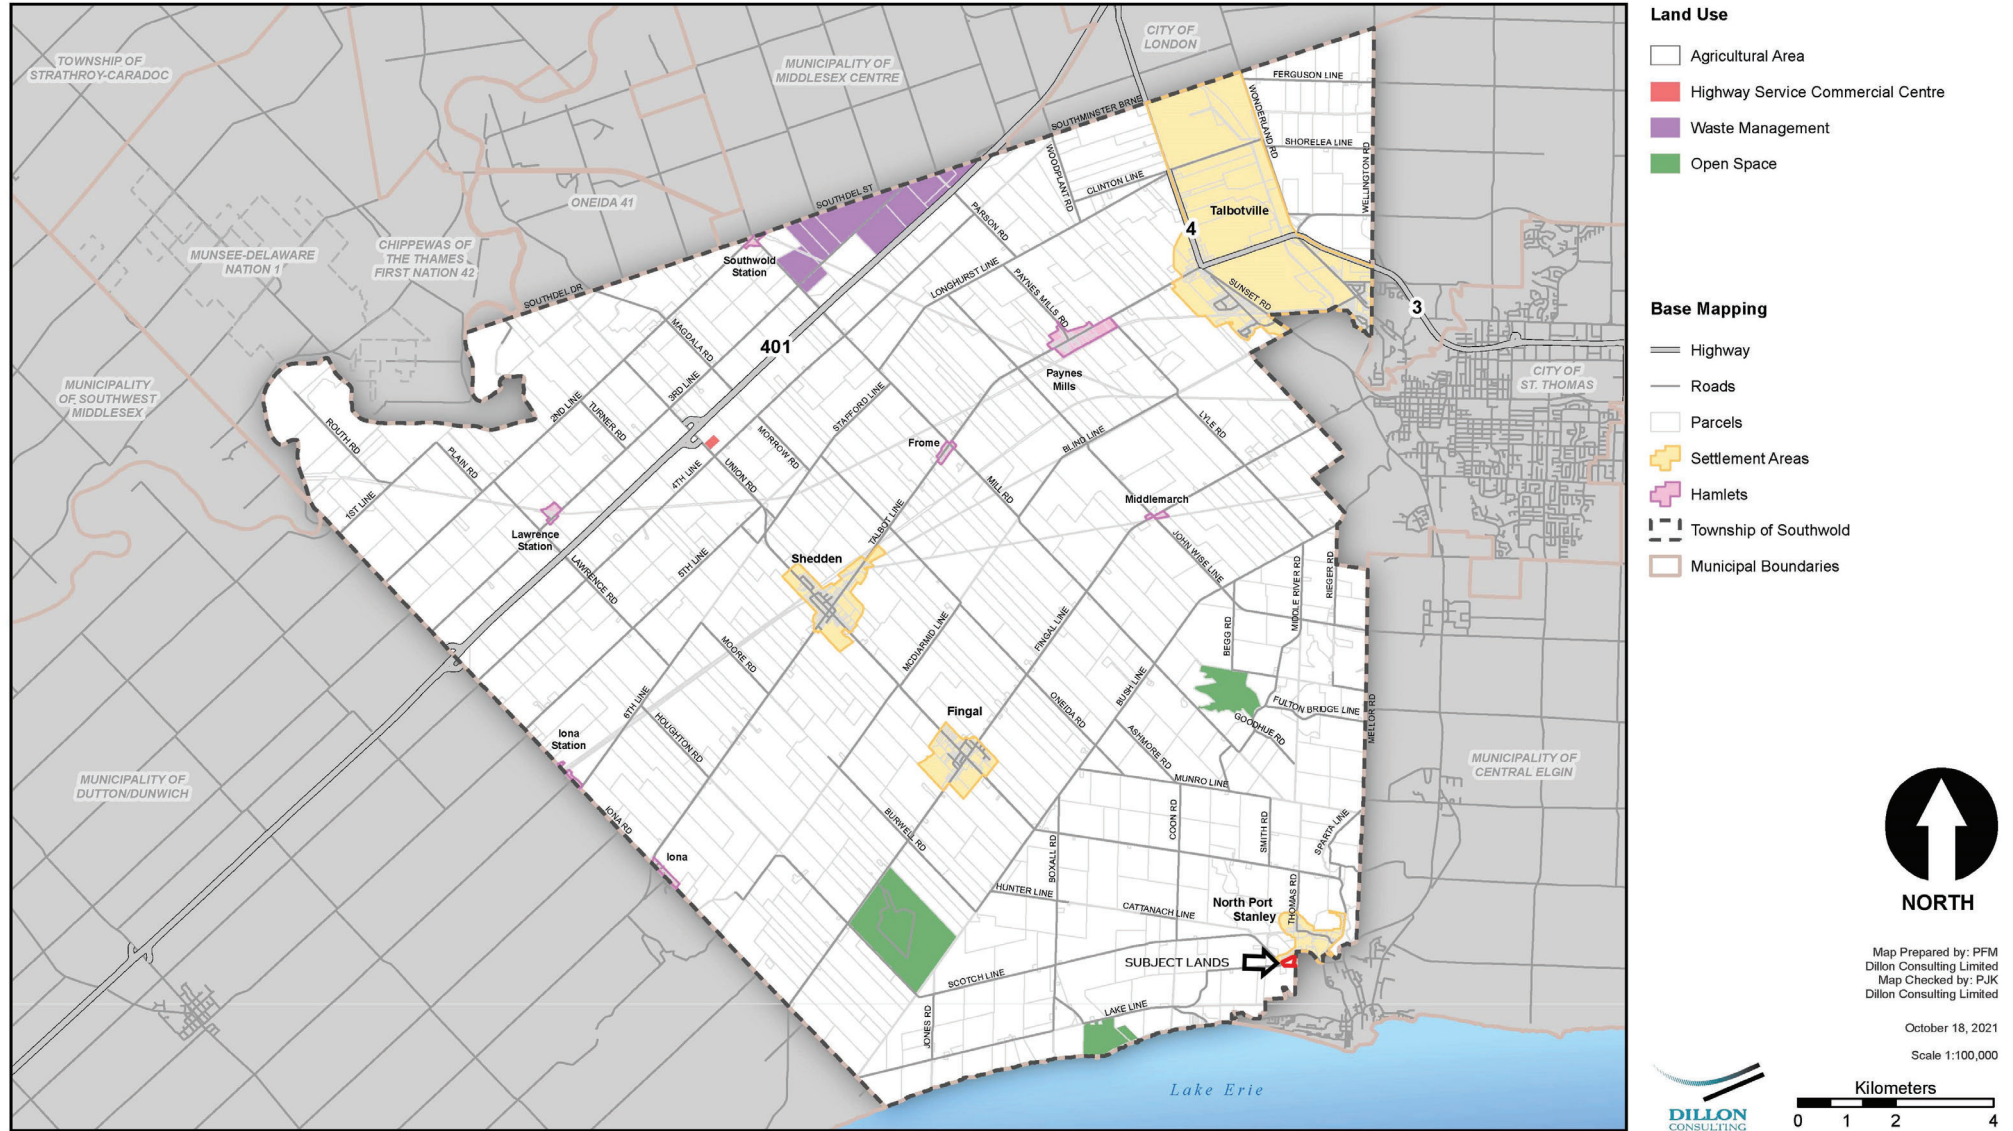 TOWNSHIP OF
STRATHROY-CARADOC
MUNICIPALITY OF
MIDDLESEX CENTRE
CITY OF
LONDON
ONEIDA 41
MUNSEE-DELAWARE
NATION 1
CHIPPEWAS OF
THE THAMES
FIRST NATION 42
MUNICIPALITY
OF SOUTHWEST
MIDDLESEX
MUNICIPALITY OF
DUTTON/DUNWICH
CITY OF
ST. THOMAS
MUNICIPALITY OF
CENTRAL ELGIN
SOUTHMINSTER BRNE
FERGUSON LINE
WONDERLAND RD
SHORELEA LINE
WELLINGTON RD
WOODPLANT RD
CLINTON LINE
Talbotville
4
3
SUNSET RD
SOUTHDEL ST
SOUTHDEL DR
Southwold
Station
PARSON RD
LONGHURST LINE
PAYNES MILLS RD
Paynes
Mills
401
MAGDALA RD
3RD LINE
2ND LINE
TURNER RD
STAFFORD LINE
MORROW RD
UNION RD
4TH LINE
ROUTH RD
PLAIN RD
1ST LINE
Lawrence
Station
LAWRENCE RD
5TH LINE
Frome
MILL RD
BLIND LINE
LYLE RD
TALBOT LINE
Middlemarch
JOHN WISE LINE
Shedden
MCDIARMID LINE
FINGAL LINE
BEGG RD
MIDDLE RIVER RD
RIEGER RD
MOORE RD
6TH LINE
HOUGHTON RD
Iona
Station
IONA RD
Iona
Fingal
ONEIDA RD
BUSH LINE
ASHMORE RD
MUNRO LINE
GOODHUE RD
FULTON BRIDGE LINE
MELLOR RD
BURWELL RD
BOXALL RD
COON RD
SMITH RD
SPARTA LINE
HUNTER LINE
CATTANACH LINE
THOMAS RD
North Port
Stanley
SUBJECT LANDS
SCOTCH LINE
LAKE LINE
JONES RD
Lake Erie
Land Use
Agricultural Area
Highway Service Commercial Centre
Waste Management
Open Space
Base Mapping
Highway
Roads
Parcels
Settlement Areas
Hamlets
Township of Southwold
Municipal Boundaries
NORTH
Map Prepared by: PFM
Dillon Consulting Limited
Map Checked by: PJK
Dillon Consulting Limited
October 18, 2021
Scale 1:100,000
Kilometers
0 1 2 4
DILLON
CONSULTING